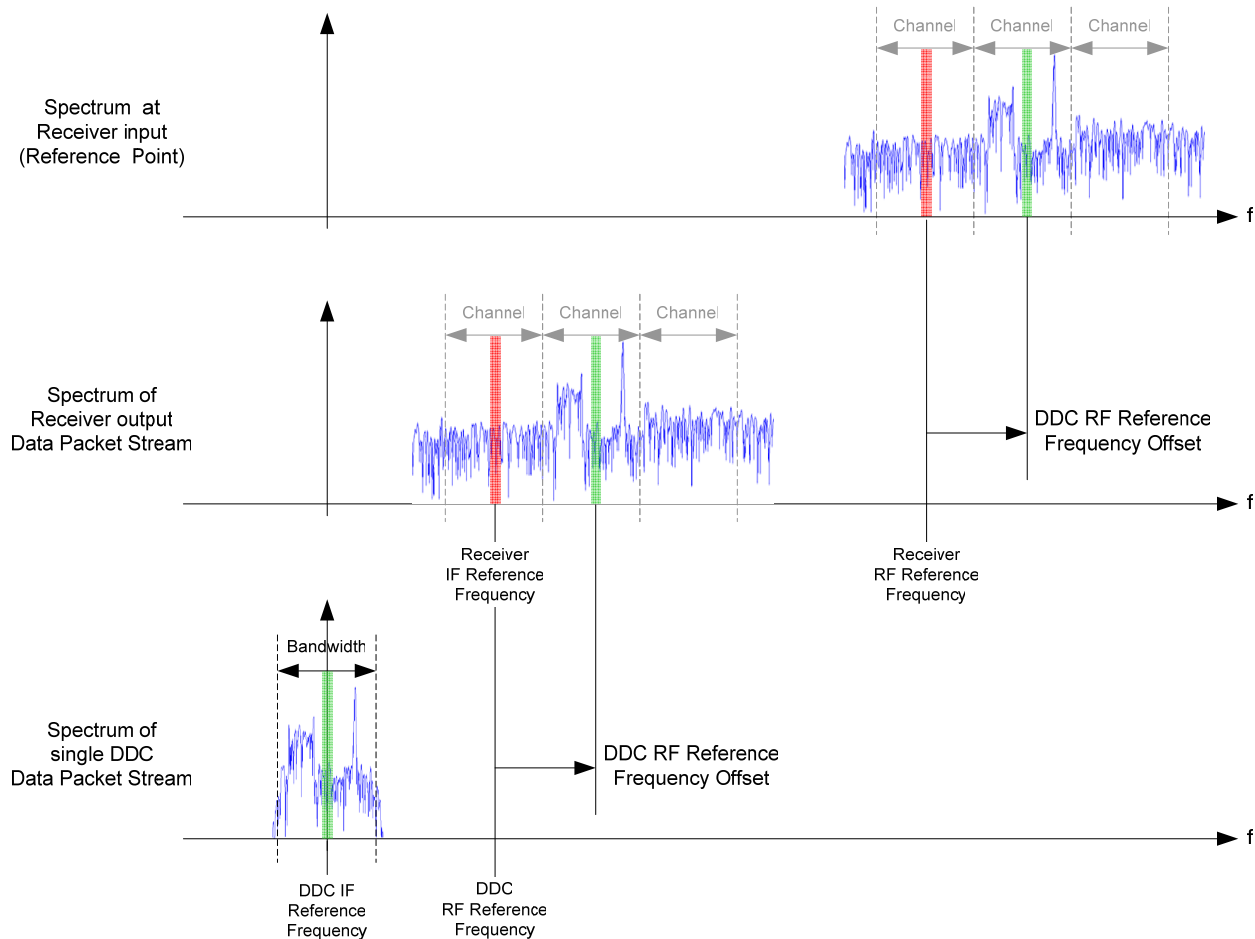 Channel
Channel
Channel
Spectrum at
Receiver input
(Reference Point)
f
Channel
Channel
Channel
Spectrum of
Receiver output
Data Packet Stream
DDC RF Reference
Frequency Offset
f
Receiver
IF Reference
Frequency
Receiver
RF Reference
Frequency
Bandwidth
Spectrum of
single DDC
Data Packet Stream
DDC RF Reference
Frequency Offset
f
DDC IF
Reference
Frequency
DDC
RF Reference
Frequency